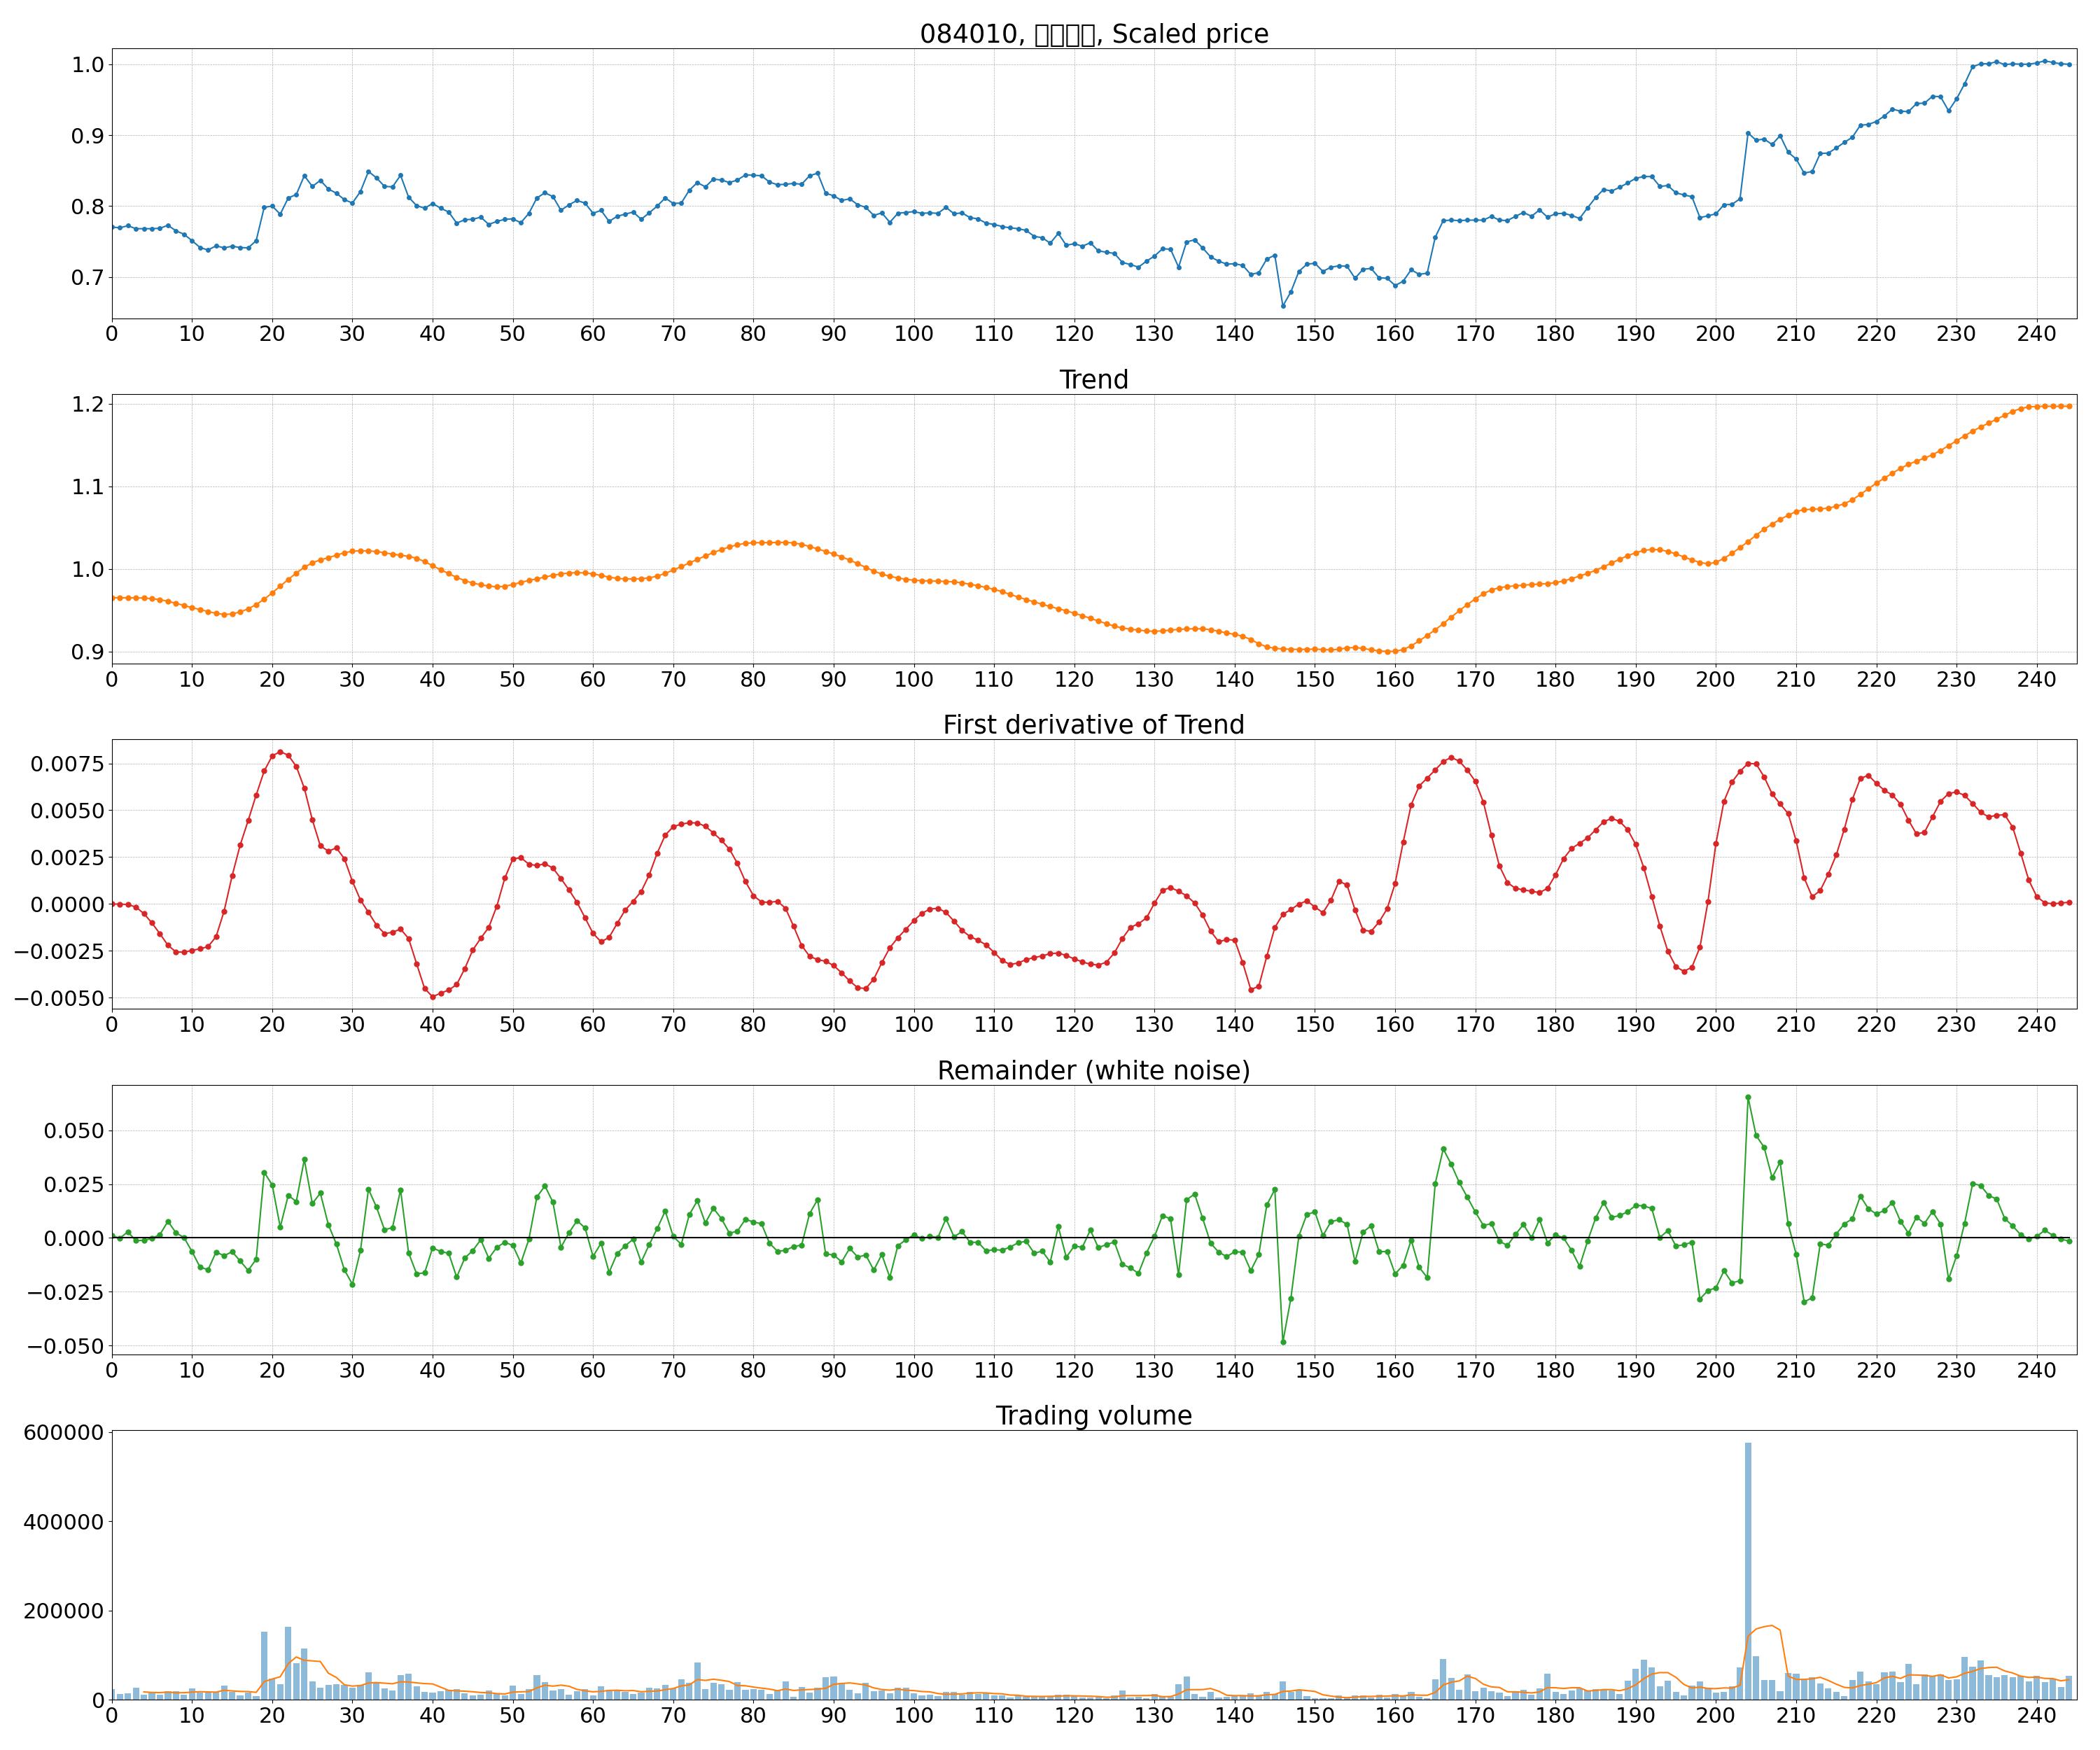 084010, □□□□, Scaled price
1.0
0.9
0.8
0.7
0 10 20 30 40 50 60 70 80 90 100 110 120 130 140 150 160 170 180 190 200 210 220 230 240
Trend
1.2
1.1
1.0
0.9
0 10 20 30 40 50 60 70 80 90 100 110 120 130 140 150 160 170 180 190 200 210 220 230 240
First derivative of Trend
0.0075
0.0050
0.0025
0.0000
−0.0025
−0.0050
0 10 20 30 40 50 60 70 80 90 100 110 120 130 140 150 160 170 180 190 200 210 220 230 240
Remainder (white noise)
0.050
0.025
0.000
−0.025
−0.050
0 10 20 30 40 50 60 70 80 90 100 110 120 130 140 150 160 170 180 190 200 210 220 230 240
Trading volume
600000
400000
200000
0
0 10 20 30 40 50 60 70 80 90 100 110 120 130 140 150 160 170 180 190 200 210 220 230 240